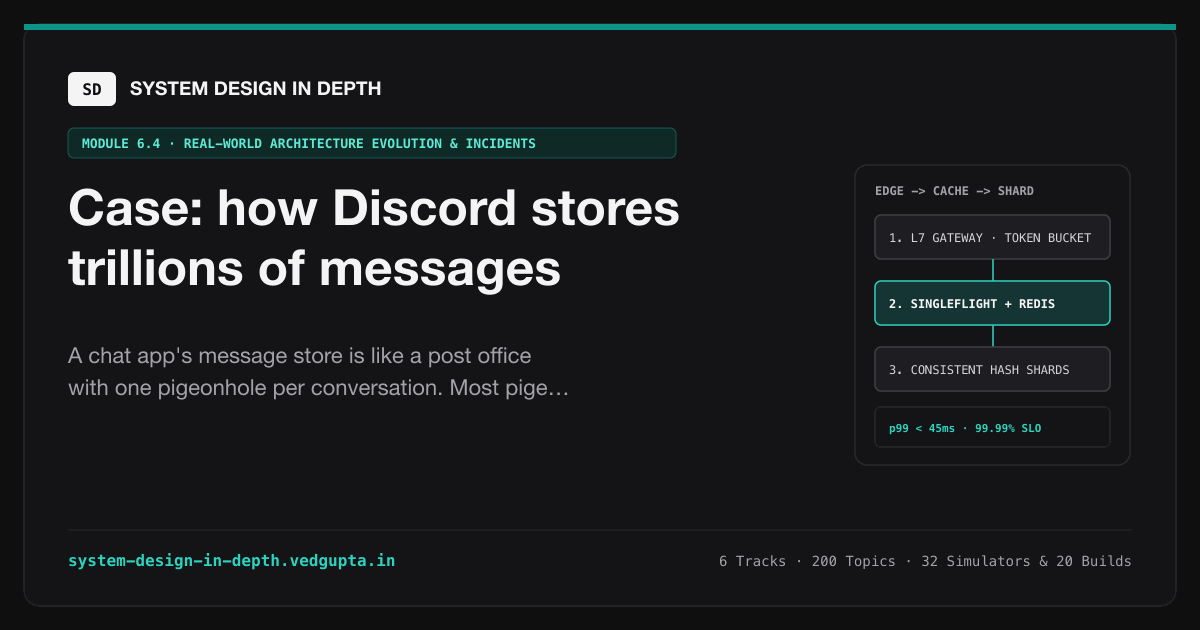 SD SYSTEM DESIGN IN DEPTH
MODULE 6.4 · REAL-WORLD ARCHITECTURE EVOLUTION & INCIDENTS
Case: how Discord stores
trillions of messages
A chat app's message store is like a post office
with one pigeonhole per conversation. Most pige…
EDGE -> CACHE -> SHARD
1. L7 GATEWAY · TOKEN BUCKET
2. SINGLEFLIGHT + REDIS
3. CONSISTENT HASH SHARDS
p99 < 45ms · 99.99% SLO
system-design-in-depth.vedgupta.in
6 Tracks · 200 Topics · 32 Simulators & 20 Builds